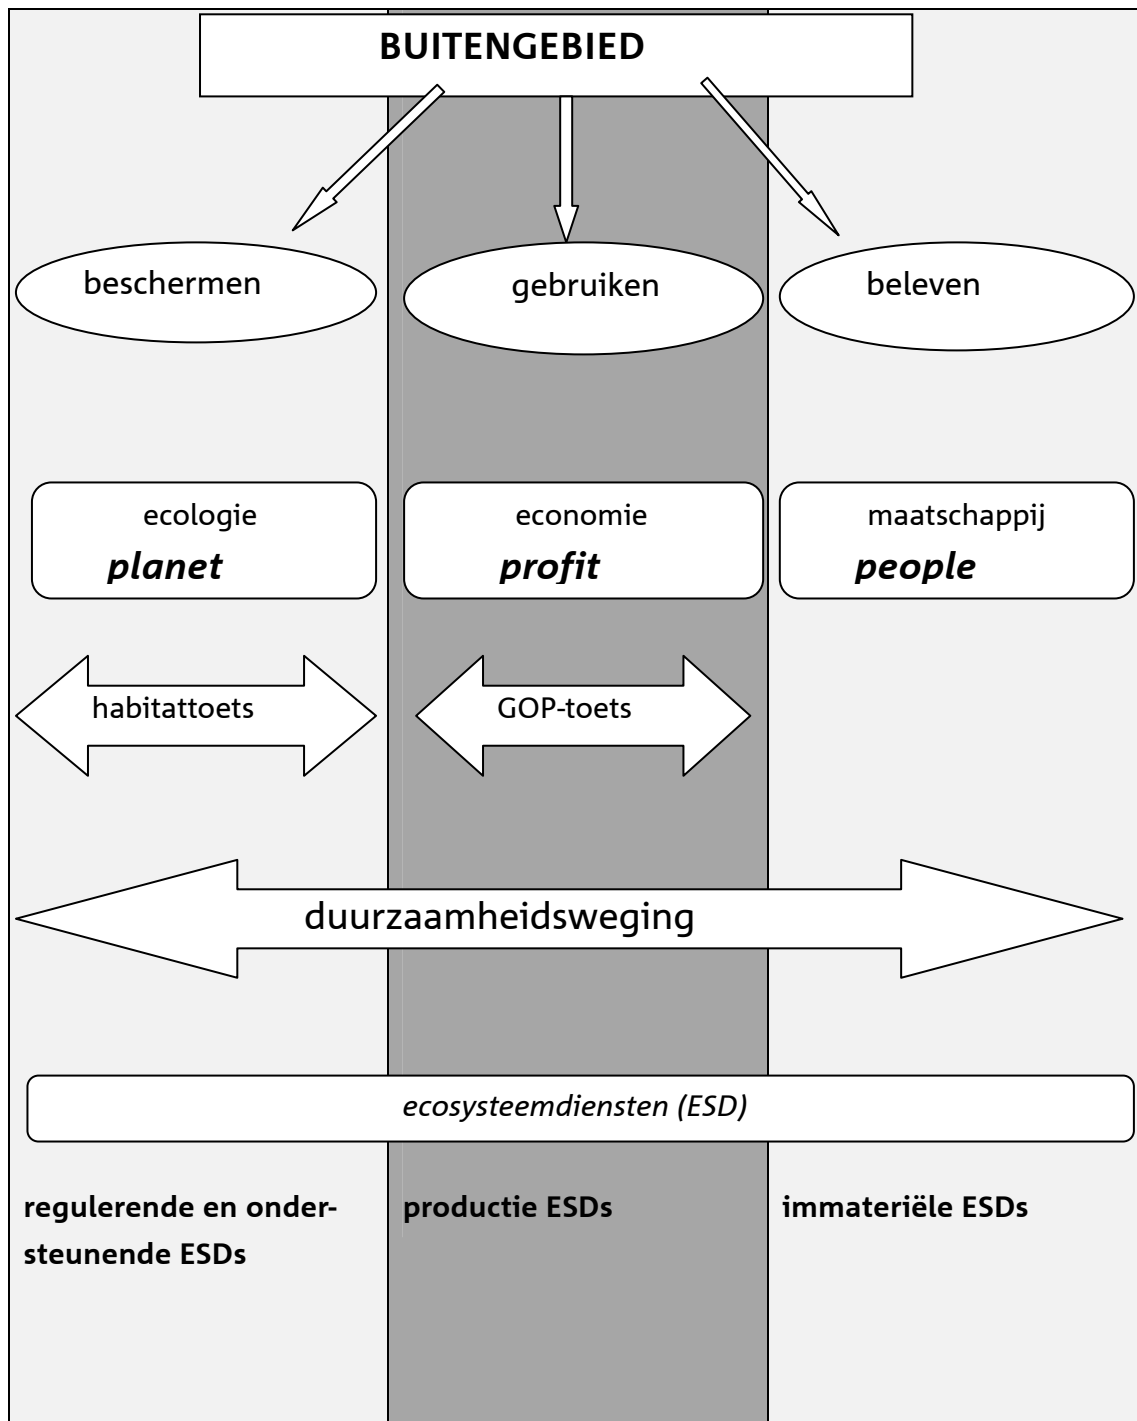 BUITENGEBIED
beschermen
gebruiken
beleven
ecologie
planet
economie
profit
maatschappij
people
habitattoets
GOP-toets
duurzaamheidsweging
ecosysteemdiensten (ESD)
regulerende en onder-
steunende ESDs
productie ESDs
immateriële ESDs